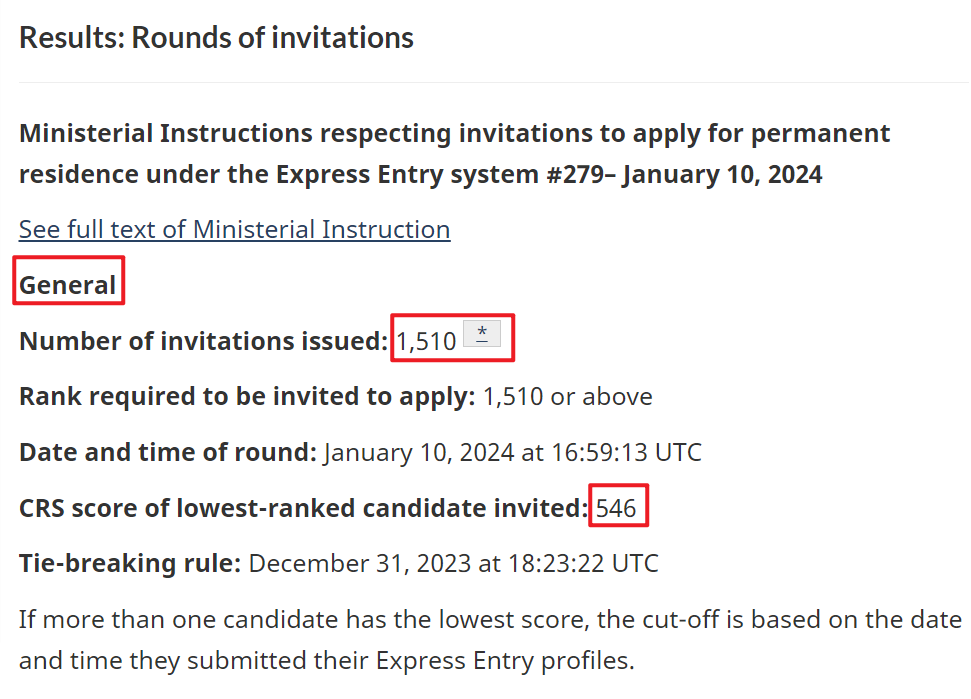 Results: Rounds of invitations
Ministerial Instructions respecting invitations to apply for permanent
residence under the Express Entry system #279– January 10, 2024
See full text of Ministerial Instruction
General
Number of invitations issued: 1,510 *
Rank required to be invited to apply: 1,510 or above
Date and time of round: January 10, 2024 at 16:59:13 UTC
CRS score of lowest-ranked candidate invited: 546
Tie-breaking rule: December 31, 2023 at 18:23:22 UTC
If more than one candidate has the lowest score, the cut-off is based on the date
and time they submitted their Express Entry profiles.